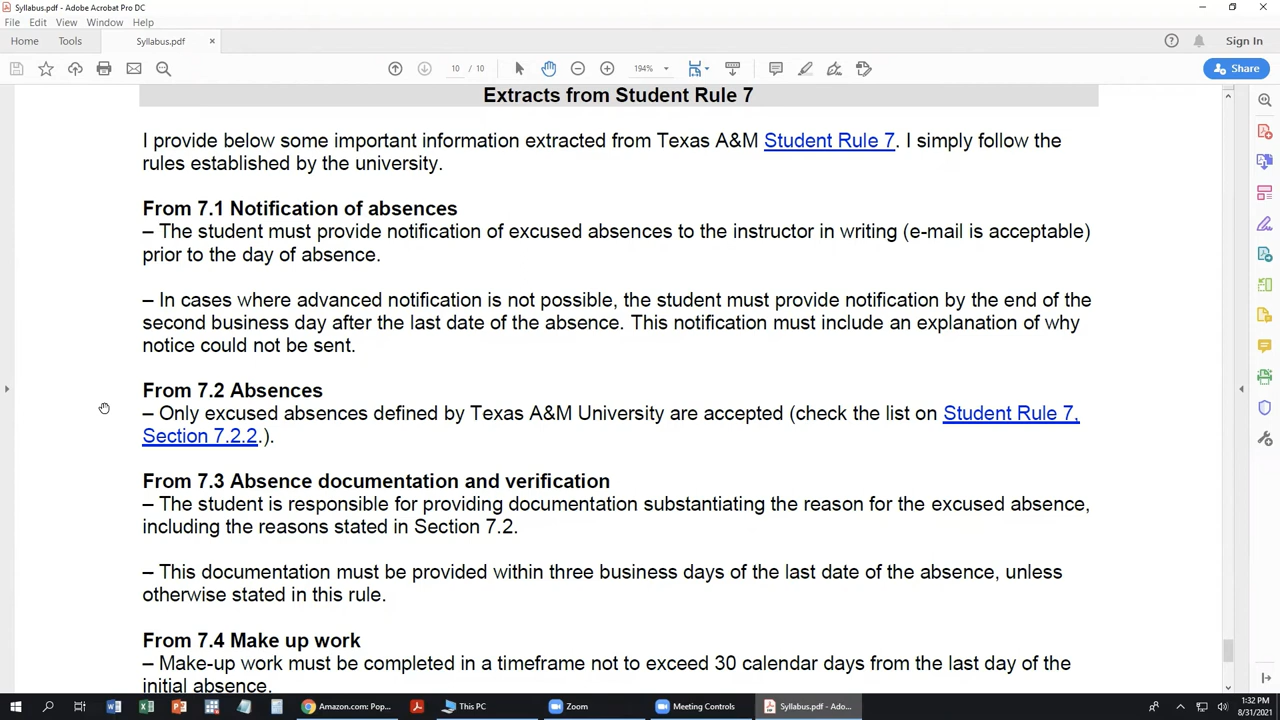 Syllabus.pdf - Adobe Acrobat Pro DC
File Edit View Window Help
Home Tools Syllabus.pdf × Sign In
10 / 10 194% Share
Extracts from Student Rule 7
I provide below some important information extracted from Texas A&M Student Rule 7. I simply follow the
rules established by the university.
From 7.1 Notification of absences
– The student must provide notification of excused absences to the instructor in writing (e-mail is acceptable)
prior to the day of absence.
– In cases where advanced notification is not possible, the student must provide notification by the end of the
second business day after the last date of the absence. This notification must include an explanation of why
notice could not be sent.
From 7.2 Absences
– Only excused absences defined by Texas A&M University are accepted (check the list on Student Rule 7,
Section 7.2.2.).
From 7.3 Absence documentation and verification
– The student is responsible for providing documentation substantiating the reason for the excused absence,
including the reasons stated in Section 7.2.
– This documentation must be provided within three business days of the last date of the absence, unless
otherwise stated in this rule.
From 7.4 Make up work
– Make-up work must be completed in a timeframe not to exceed 30 calendar days from the last day of the
initial absence.
Amazon.com: Pop... This PC Zoom Meeting Controls Syllabus.pdf - Ado... 1:32 PM
8/31/2021